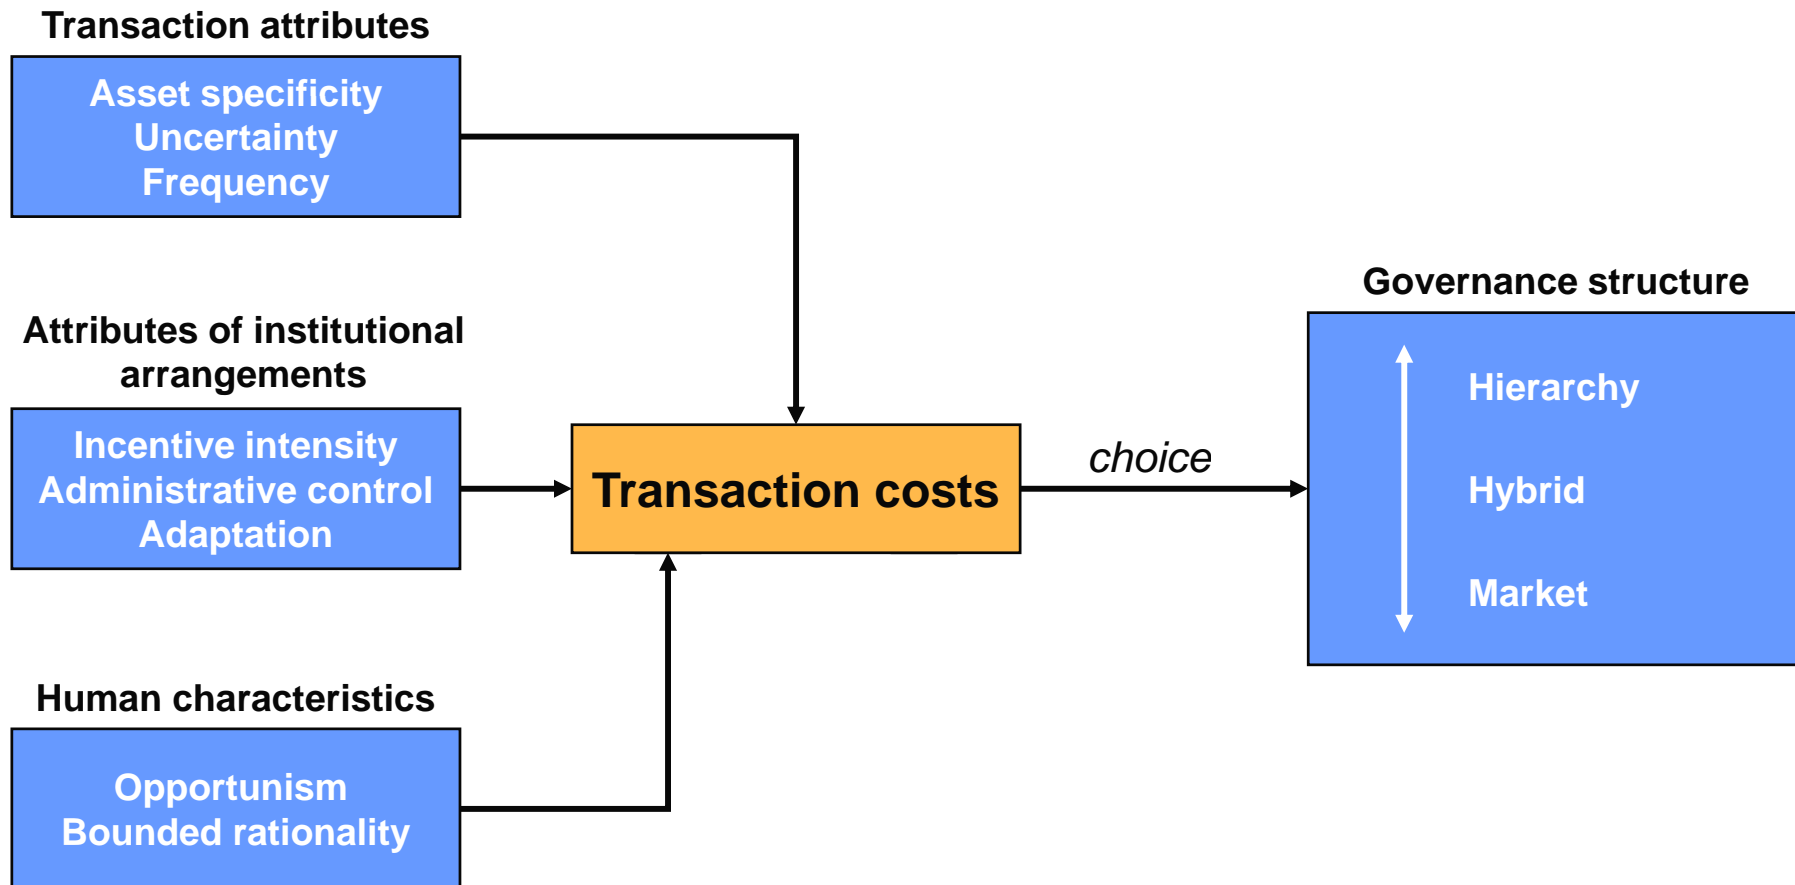 Transaction attributes
Asset specificity
Uncertainty
Frequency
Attributes of institutional
arrangements
Incentive intensity
Administrative control
Adaptation
Human characteristics
Opportunism
Bounded rationality
Transaction costs
choice
Governance structure
Hierarchy
Hybrid
Market